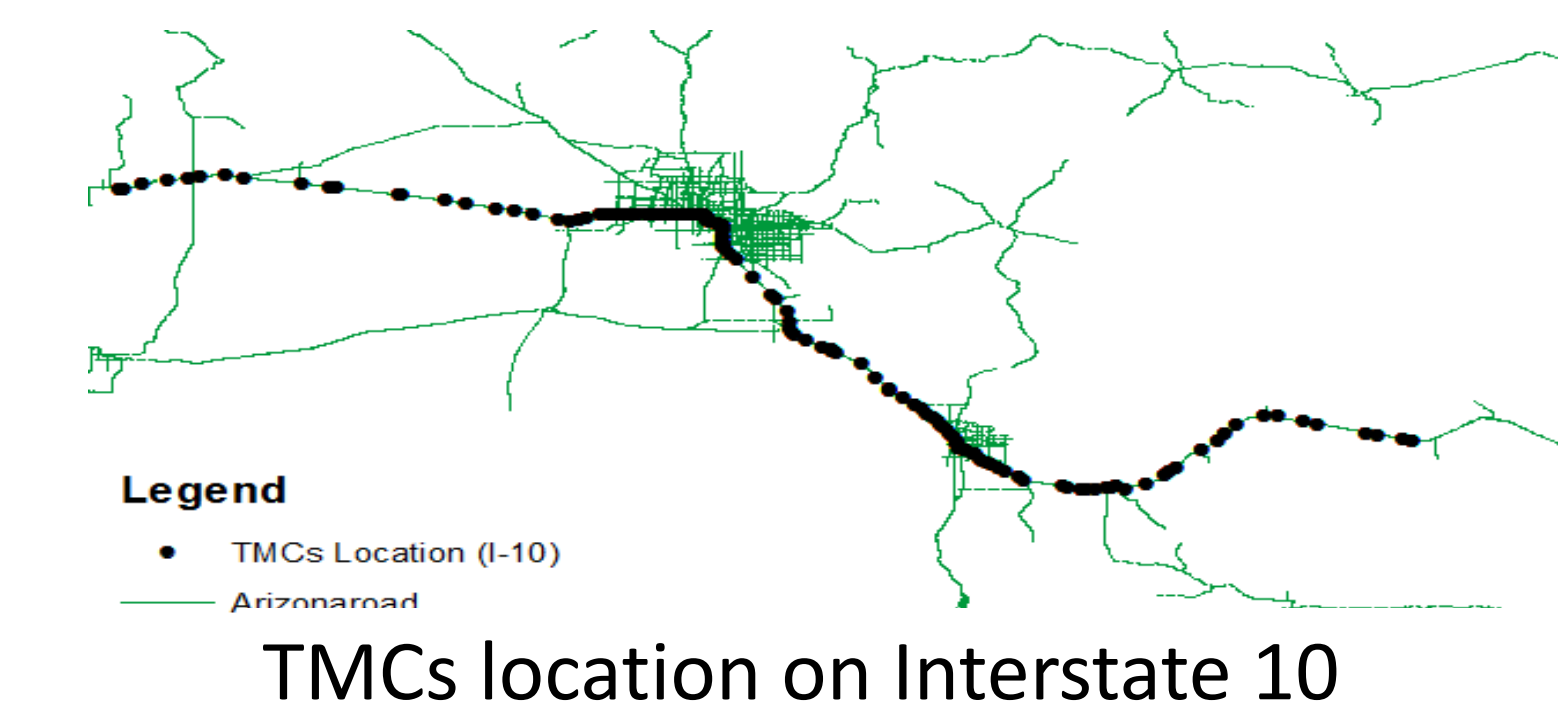 Legend
TMCs Location (I-10)
Arizonaroad
TMCs location on Interstate 10